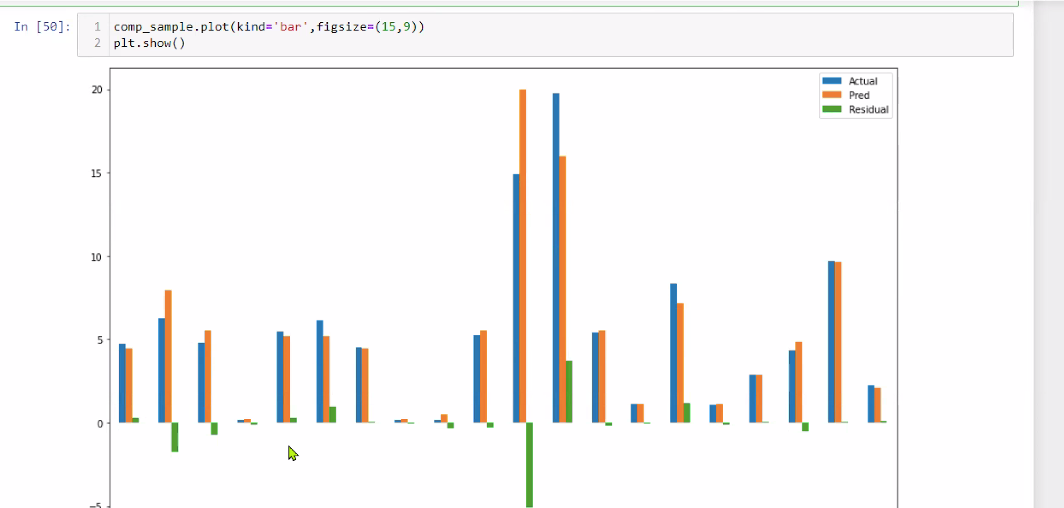 In [50]:
1 comp_sample.plot(kind='bar',figsize=(15,9))
2 plt.show()
Actual
Pred
Residual
20
15
10
5
0
-5